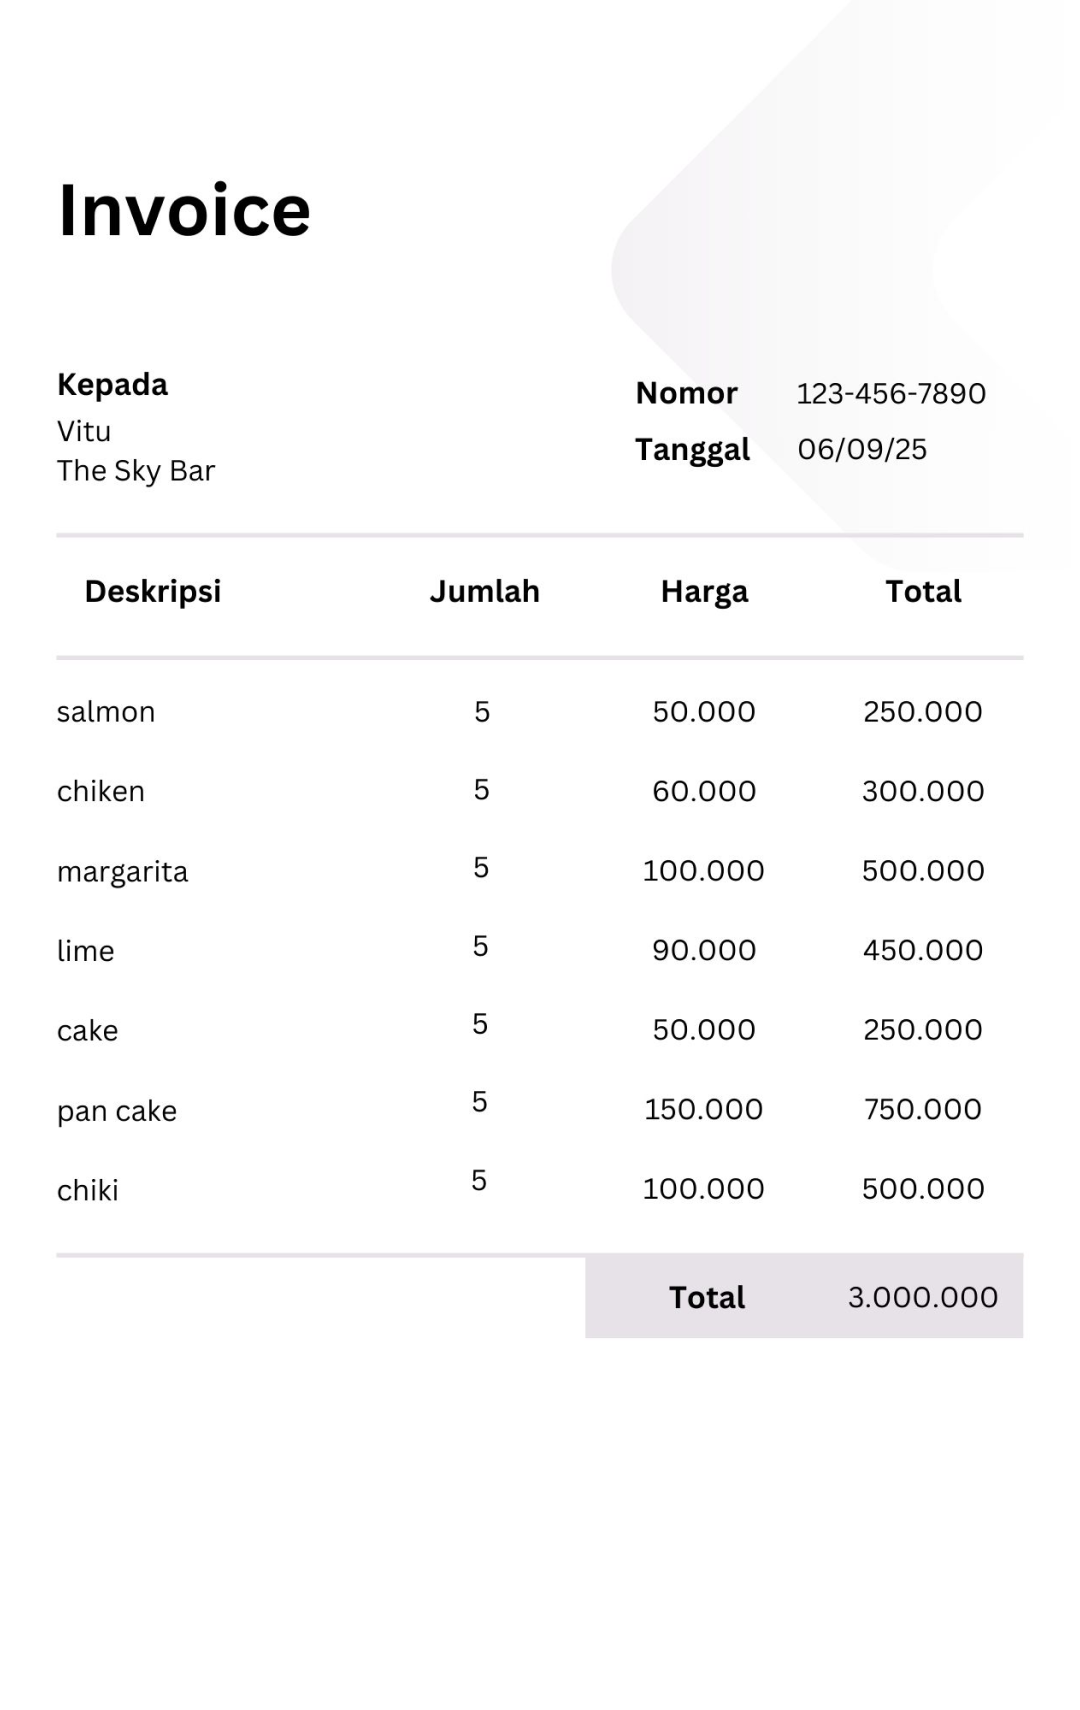 Invoice
Kepada
Vitu
The Sky Bar
Nomor 123-456-7890
Tanggal 06/09/25
Deskripsi Jumlah Harga Total
salmon 5 50.000 250.000
chiken 5 60.000 300.000
margarita 5 100.000 500.000
lime 5 90.000 450.000
cake 5 50.000 250.000
pan cake 5 150.000 750.000
chiki 5 100.000 500.000
Total 3.000.000